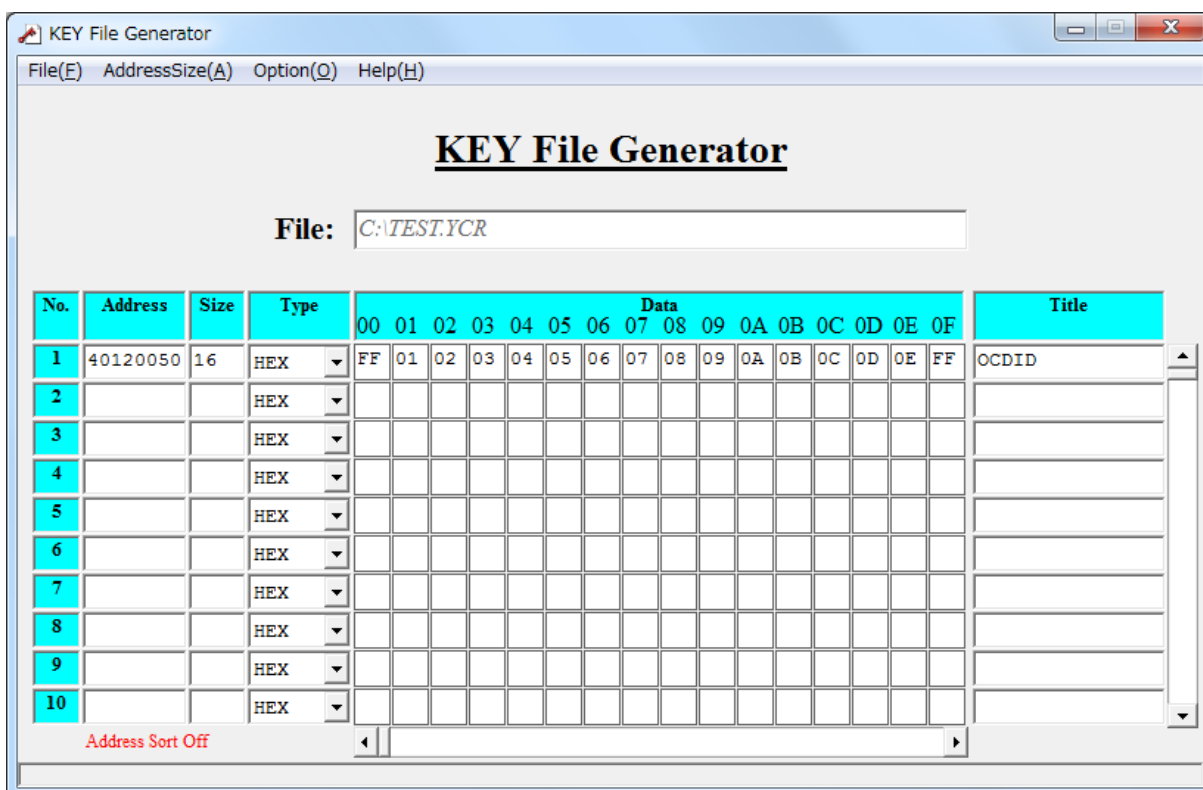 KEY File Generator
File(F) AddressSize(A) Option(O) Help(H)
KEY File Generator
File: C:\TEST.YCR
No. Address Size Type Data Title
00 01 02 03 04 05 06 07 08 09 0A 0B 0C 0D 0E 0F
1 40120050 16 HEX FF 01 02 03 04 05 06 07 08 09 0A 0B 0C 0D 0E FF OCDID
2 HEX
3 HEX
4 HEX
5 HEX
6 HEX
7 HEX
8 HEX
9 HEX
10 HEX
Address Sort Off